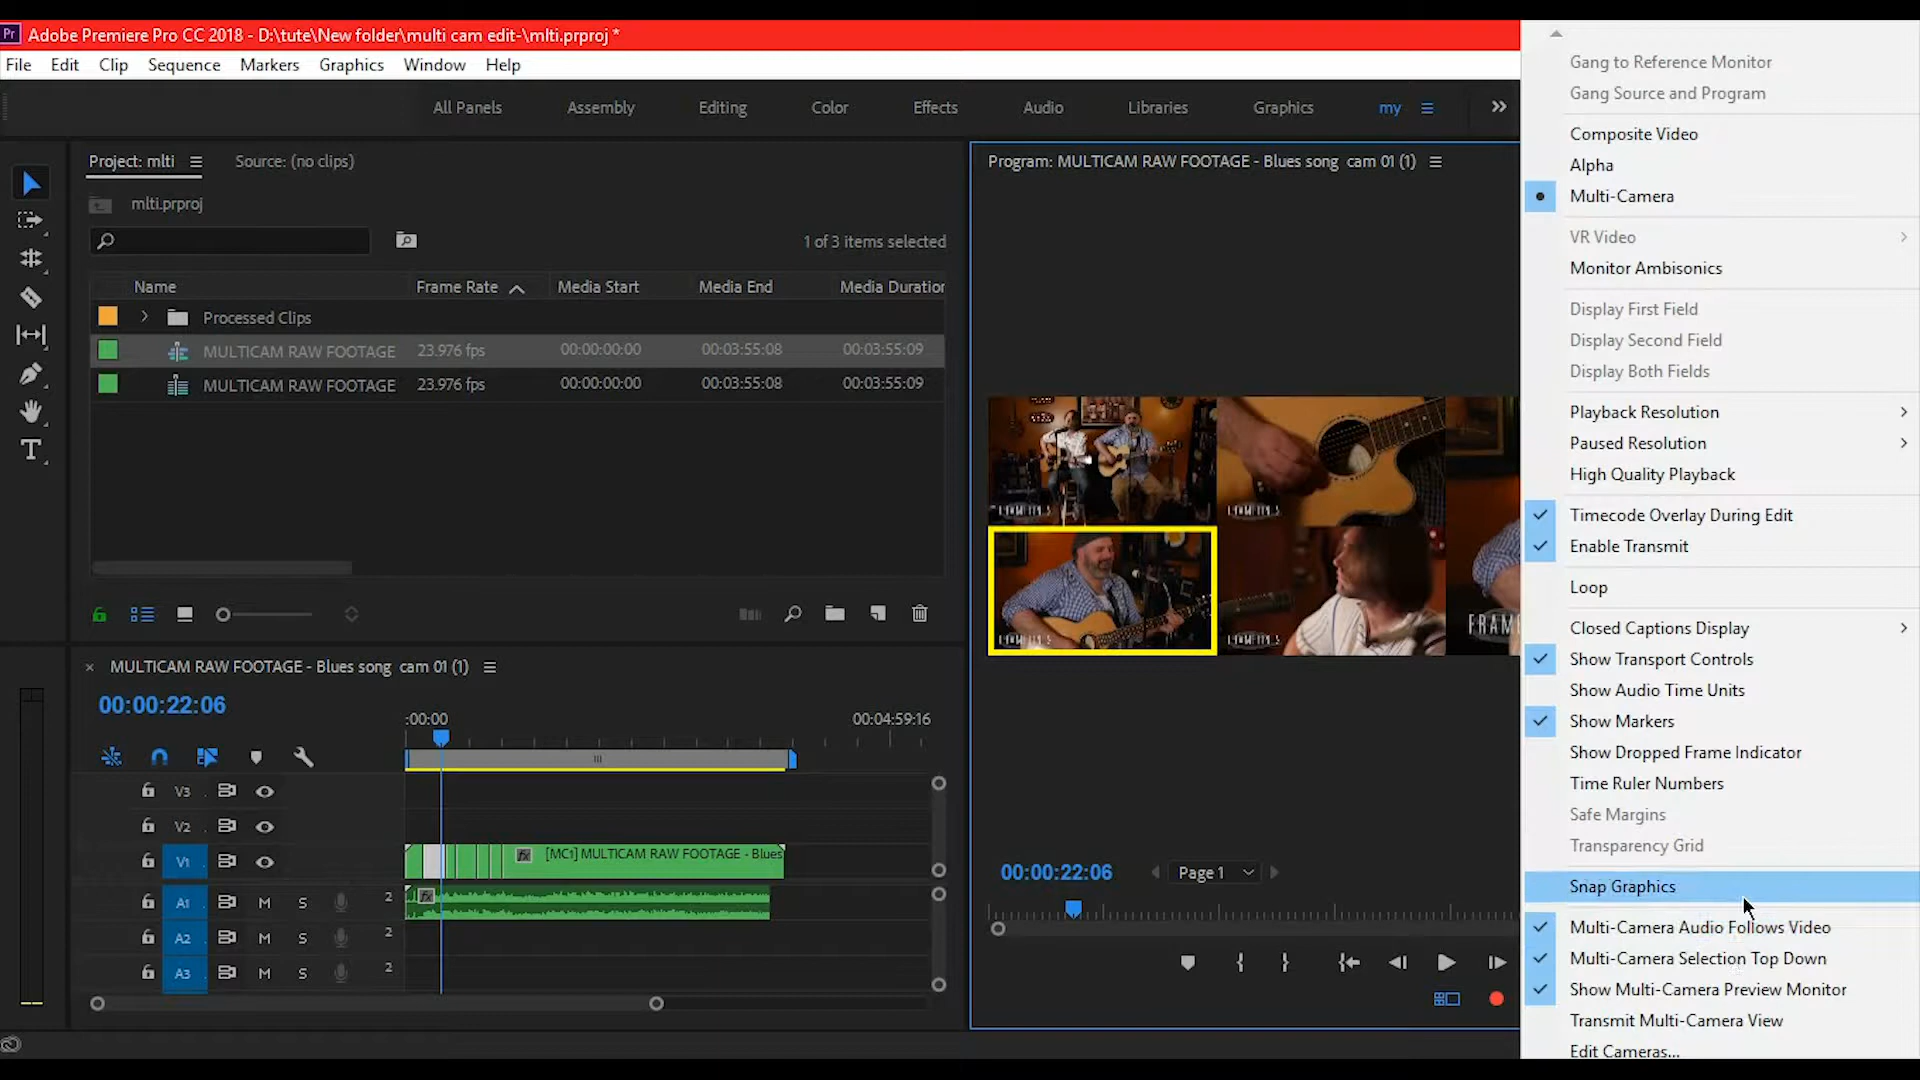 Pr Adobe Premiere Pro CC 2018 - D:\tute\New folder\multi cam edit-\mlti.prproj *
File Edit Clip Sequence Markers Graphics Window Help
All Panels Assembly Editing Color Effects Audio Libraries Graphics my
Project: mlti Source: (no clips)
mlti.prproj
1 of 3 items selected
Name Frame Rate Media Start Media End Media Duration
Processed Clips
MULTICAM RAW FOOTAGE 23.976 fps 00:00:00:00 00:03:55:08 00:03:55:09
MULTICAM RAW FOOTAGE 23.976 fps 00:00:00:00 00:03:55:08 00:03:55:09
MULTICAM RAW FOOTAGE - Blues song cam 01 (1)
00:00:22:06
:00:00 00:04:59:16
V3
V2
V1 fx [MC1] MULTICAM RAW FOOTAGE - Blues
A1 M S 2 fx
A2 M S 2
A3 M S 2
Program: MULTICAM RAW FOOTAGE - Blues song cam 01 (1)
FRAME
00:00:22:06 Page 1
Gang to Reference Monitor
Gang Source and Program
Composite Video
Alpha
Multi-Camera
VR Video
Monitor Ambisonics
Display First Field
Display Second Field
Display Both Fields
Playback Resolution
Paused Resolution
High Quality Playback
Timecode Overlay During Edit
Enable Transmit
Loop
Closed Captions Display
Show Transport Controls
Show Audio Time Units
Show Markers
Show Dropped Frame Indicator
Time Ruler Numbers
Safe Margins
Transparency Grid
Snap Graphics
Multi-Camera Audio Follows Video
Multi-Camera Selection Top Down
Show Multi-Camera Preview Monitor
Transmit Multi-Camera View
Edit Cameras...